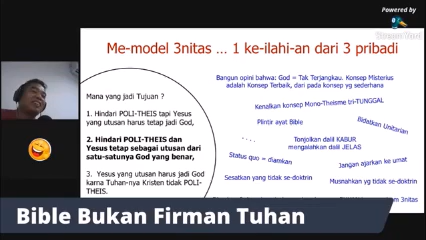 Powered by
Me-model 3nitas ... 1 ke-ilahi-an dari 3 pribadi
Mana yang jadi Tujuan ?
1. Hindari POLI-THEIS tapi Yesus
yang utusan harus tetap jadi God,
2. Hindari POLI-THEIS dan
Yesus tetap sebagai utusan dari
satu-satunya God yang benar,
3. Yesus yang utusan harus jadi God
karna Tuhan-nya Kristen tidak POLI-
THEIS.
Bangun opini bahwa: God = Tak Terjangkau. Konsep Misterius
adalah Konsep Terbaik, dari pada konsep yg sederhana
Kenalkan konsep Mono-Theisme tri-TUNGGAL
Plintir ayat Bible
Bidatkan Unitarian
. . . .
Tonjolkan dalil KABUR
mengalahkan dalil JELAS
Status quo = diamkan
Jangan ajarkan ke umat
Sesatkan yang tidak se-doktrin
Musnahkan yg tidak se-doktrin
3nitas
Bible Bukan Firman Tuhan